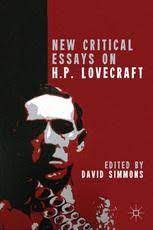 NEW CRITICAL
ESSAYS ON
H.P. LOVECRAFT
EDITED BY
DAVID SIMMONS